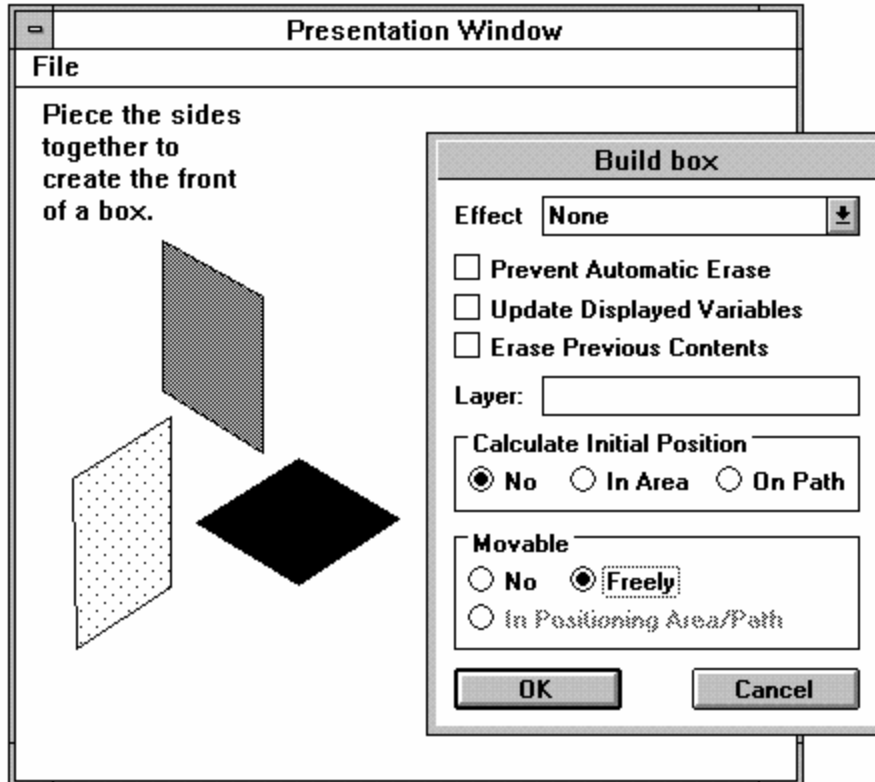 Presentation Window
File
Piece the sides
together to
create the front
of a box.
Build box
Effect None
Prevent Automatic Erase
Update Displayed Variables
Erase Previous Contents
Layer:
Calculate Initial Position
No In Area On Path
Movable
No Freely
In Positioning Area/Path
OK Cancel